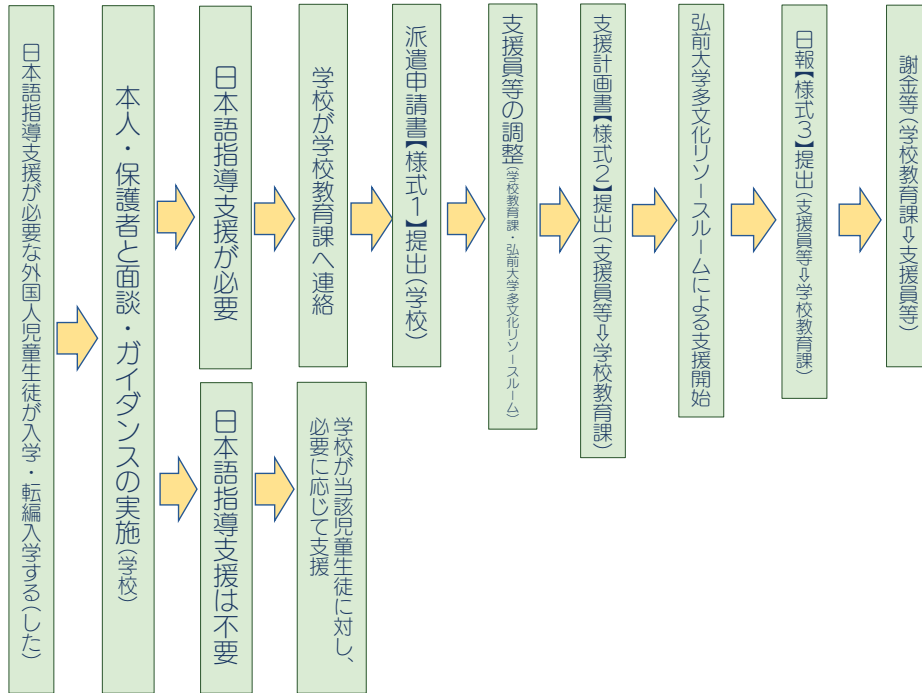 日本語指導支援が必要な外国人児童生徒が入学・転編入学する(した)
本人・保護者と面談・ガイダンスの実施(学校)
日本語指導支援が必要
学校が学校教育課へ連絡
派遣申請書【様式1】提出(学校)
支援員等の調整(学校教育課・弘前大学多文化リソースルーム)
支援計画書【様式2】提出(支援員等⇨学校教育課)
弘前大学多文化リソースルームによる支援開始
日報【様式3】提出(支援員等⇨学校教育課)
謝金等(学校教育課⇨支援員等)
日本語指導支援は不要
学校が当該児童生徒に対し、
必要に応じて支援